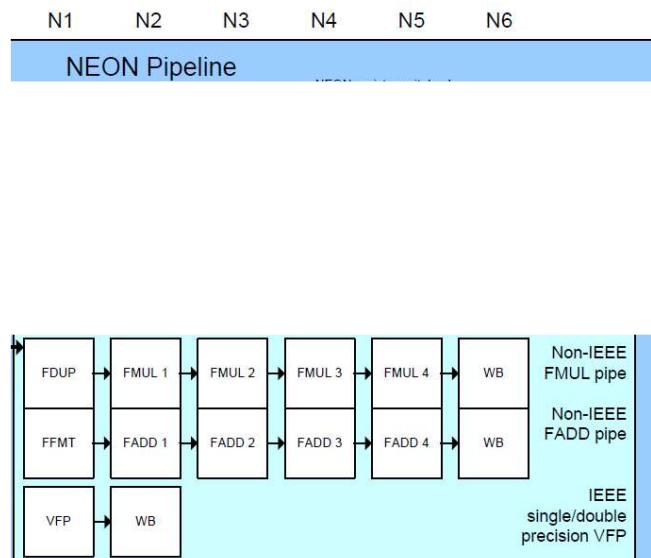 N1 N2 N3 N4 N5 N6
NEON Pipeline
FDUP FMUL 1 FMUL 2 FMUL 3 FMUL 4 WB
Non-IEEE
FMUL pipe
FFMT FADD 1 FADD 2 FADD 3 FADD 4 WB
Non-IEEE
FADD pipe
VFP WB
IEEE
single/double
precision VFP